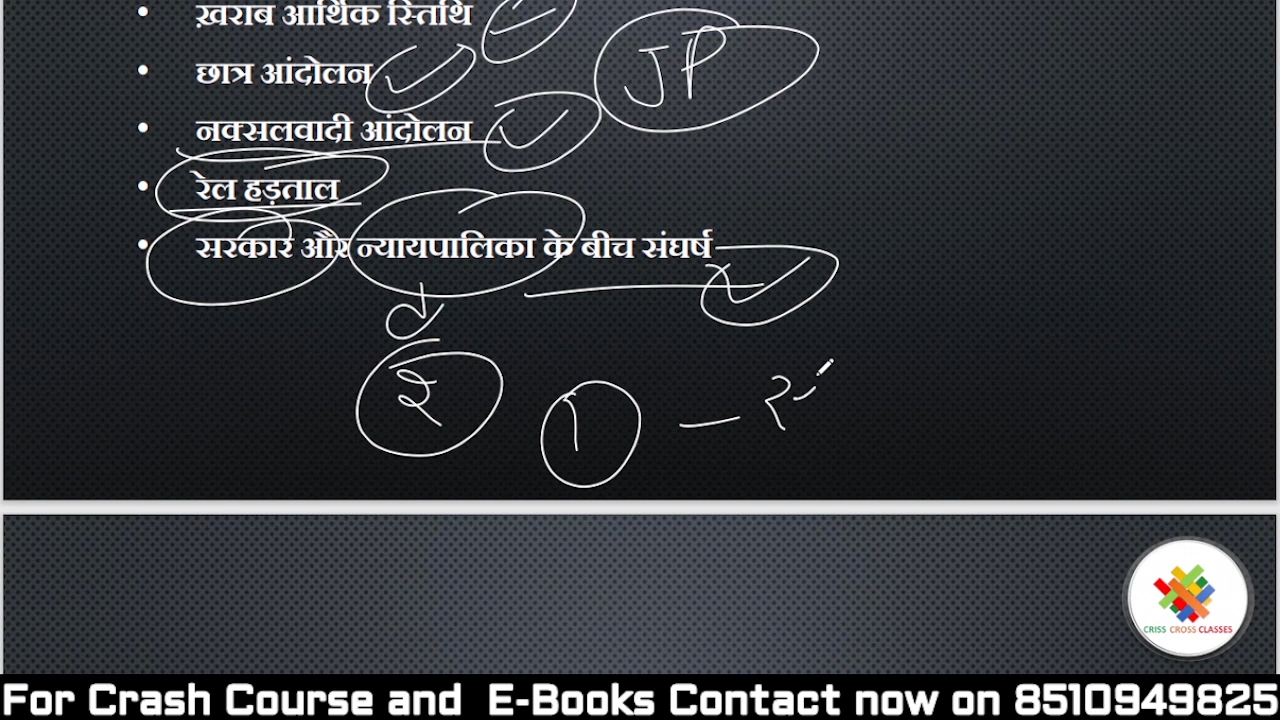 ख़राब आर्थिक स्तिथि
छात्र आंदोलन
JP
नक्सलवादी आंदोलन
रेल हड़ताल
सरकार और न्यायपालिका के बीच संघर्ष
CRISS CROSS CLASSES
For Crash Course and E-Books Contact now on 8510949825